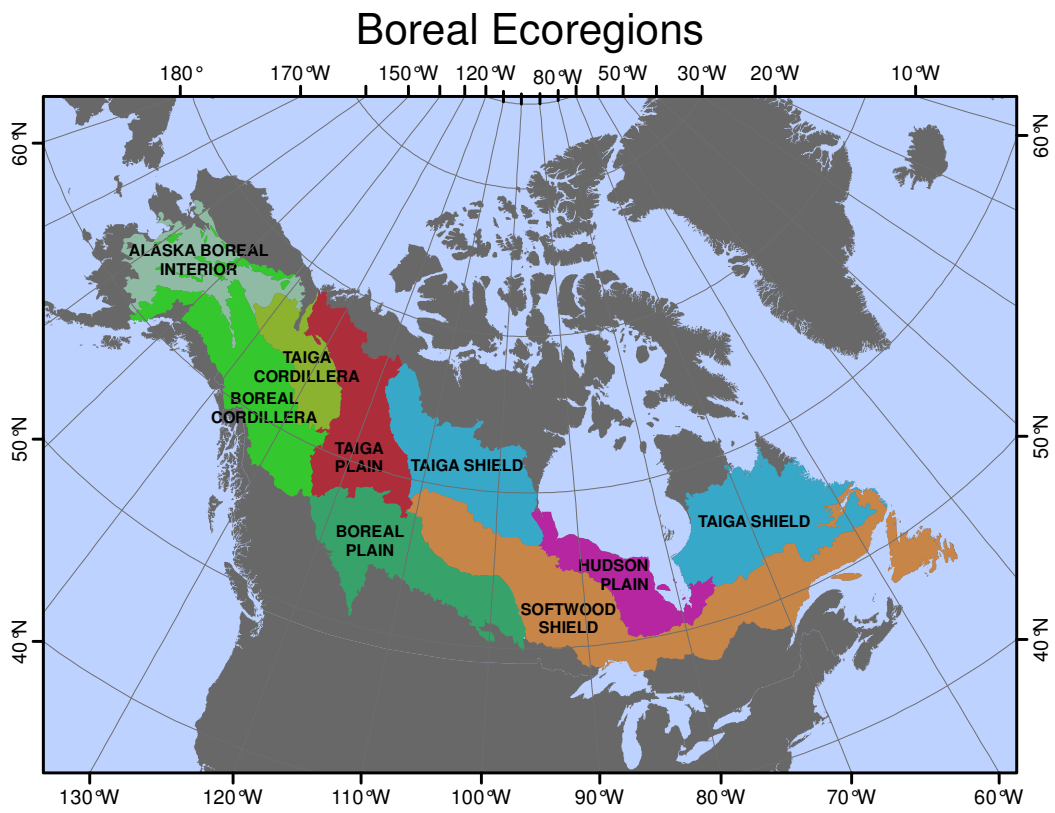 Boreal Ecoregions
180°
170°W
150°W
120°W
80°W
50°W
30°W
20°W
10°W
60°N
60°N
ALASKA BOREAL
INTERIOR
TAIGA
CORDILLERA
BOREAL
CORDILLERA
50°N
50°N
TAIGA
PLAIN
TAIGA SHIELD
TAIGA SHIELD
BOREAL
PLAIN
HUDSON
PLAIN
SOFTWOOD
SHIELD
40°N
40°N
130°W
120°W
110°W
100°W
90°W
80°W
70°W
60°W